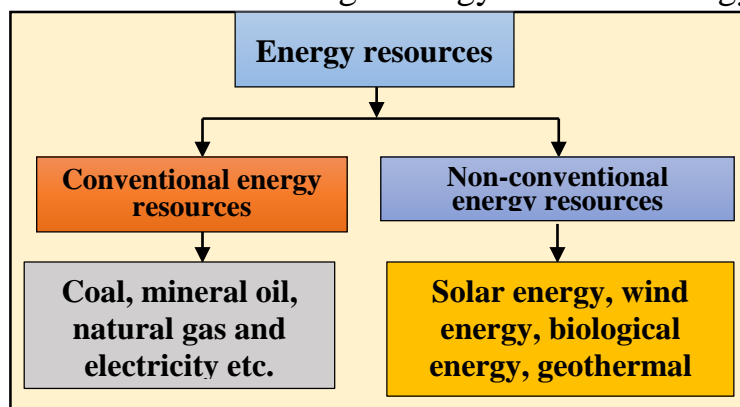 Energy resources
Conventional energy
resources
Non-conventional
energy resources
Coal, mineral oil,
natural gas and
electricity etc.
Solar energy, wind
energy, biological
energy, geothermal